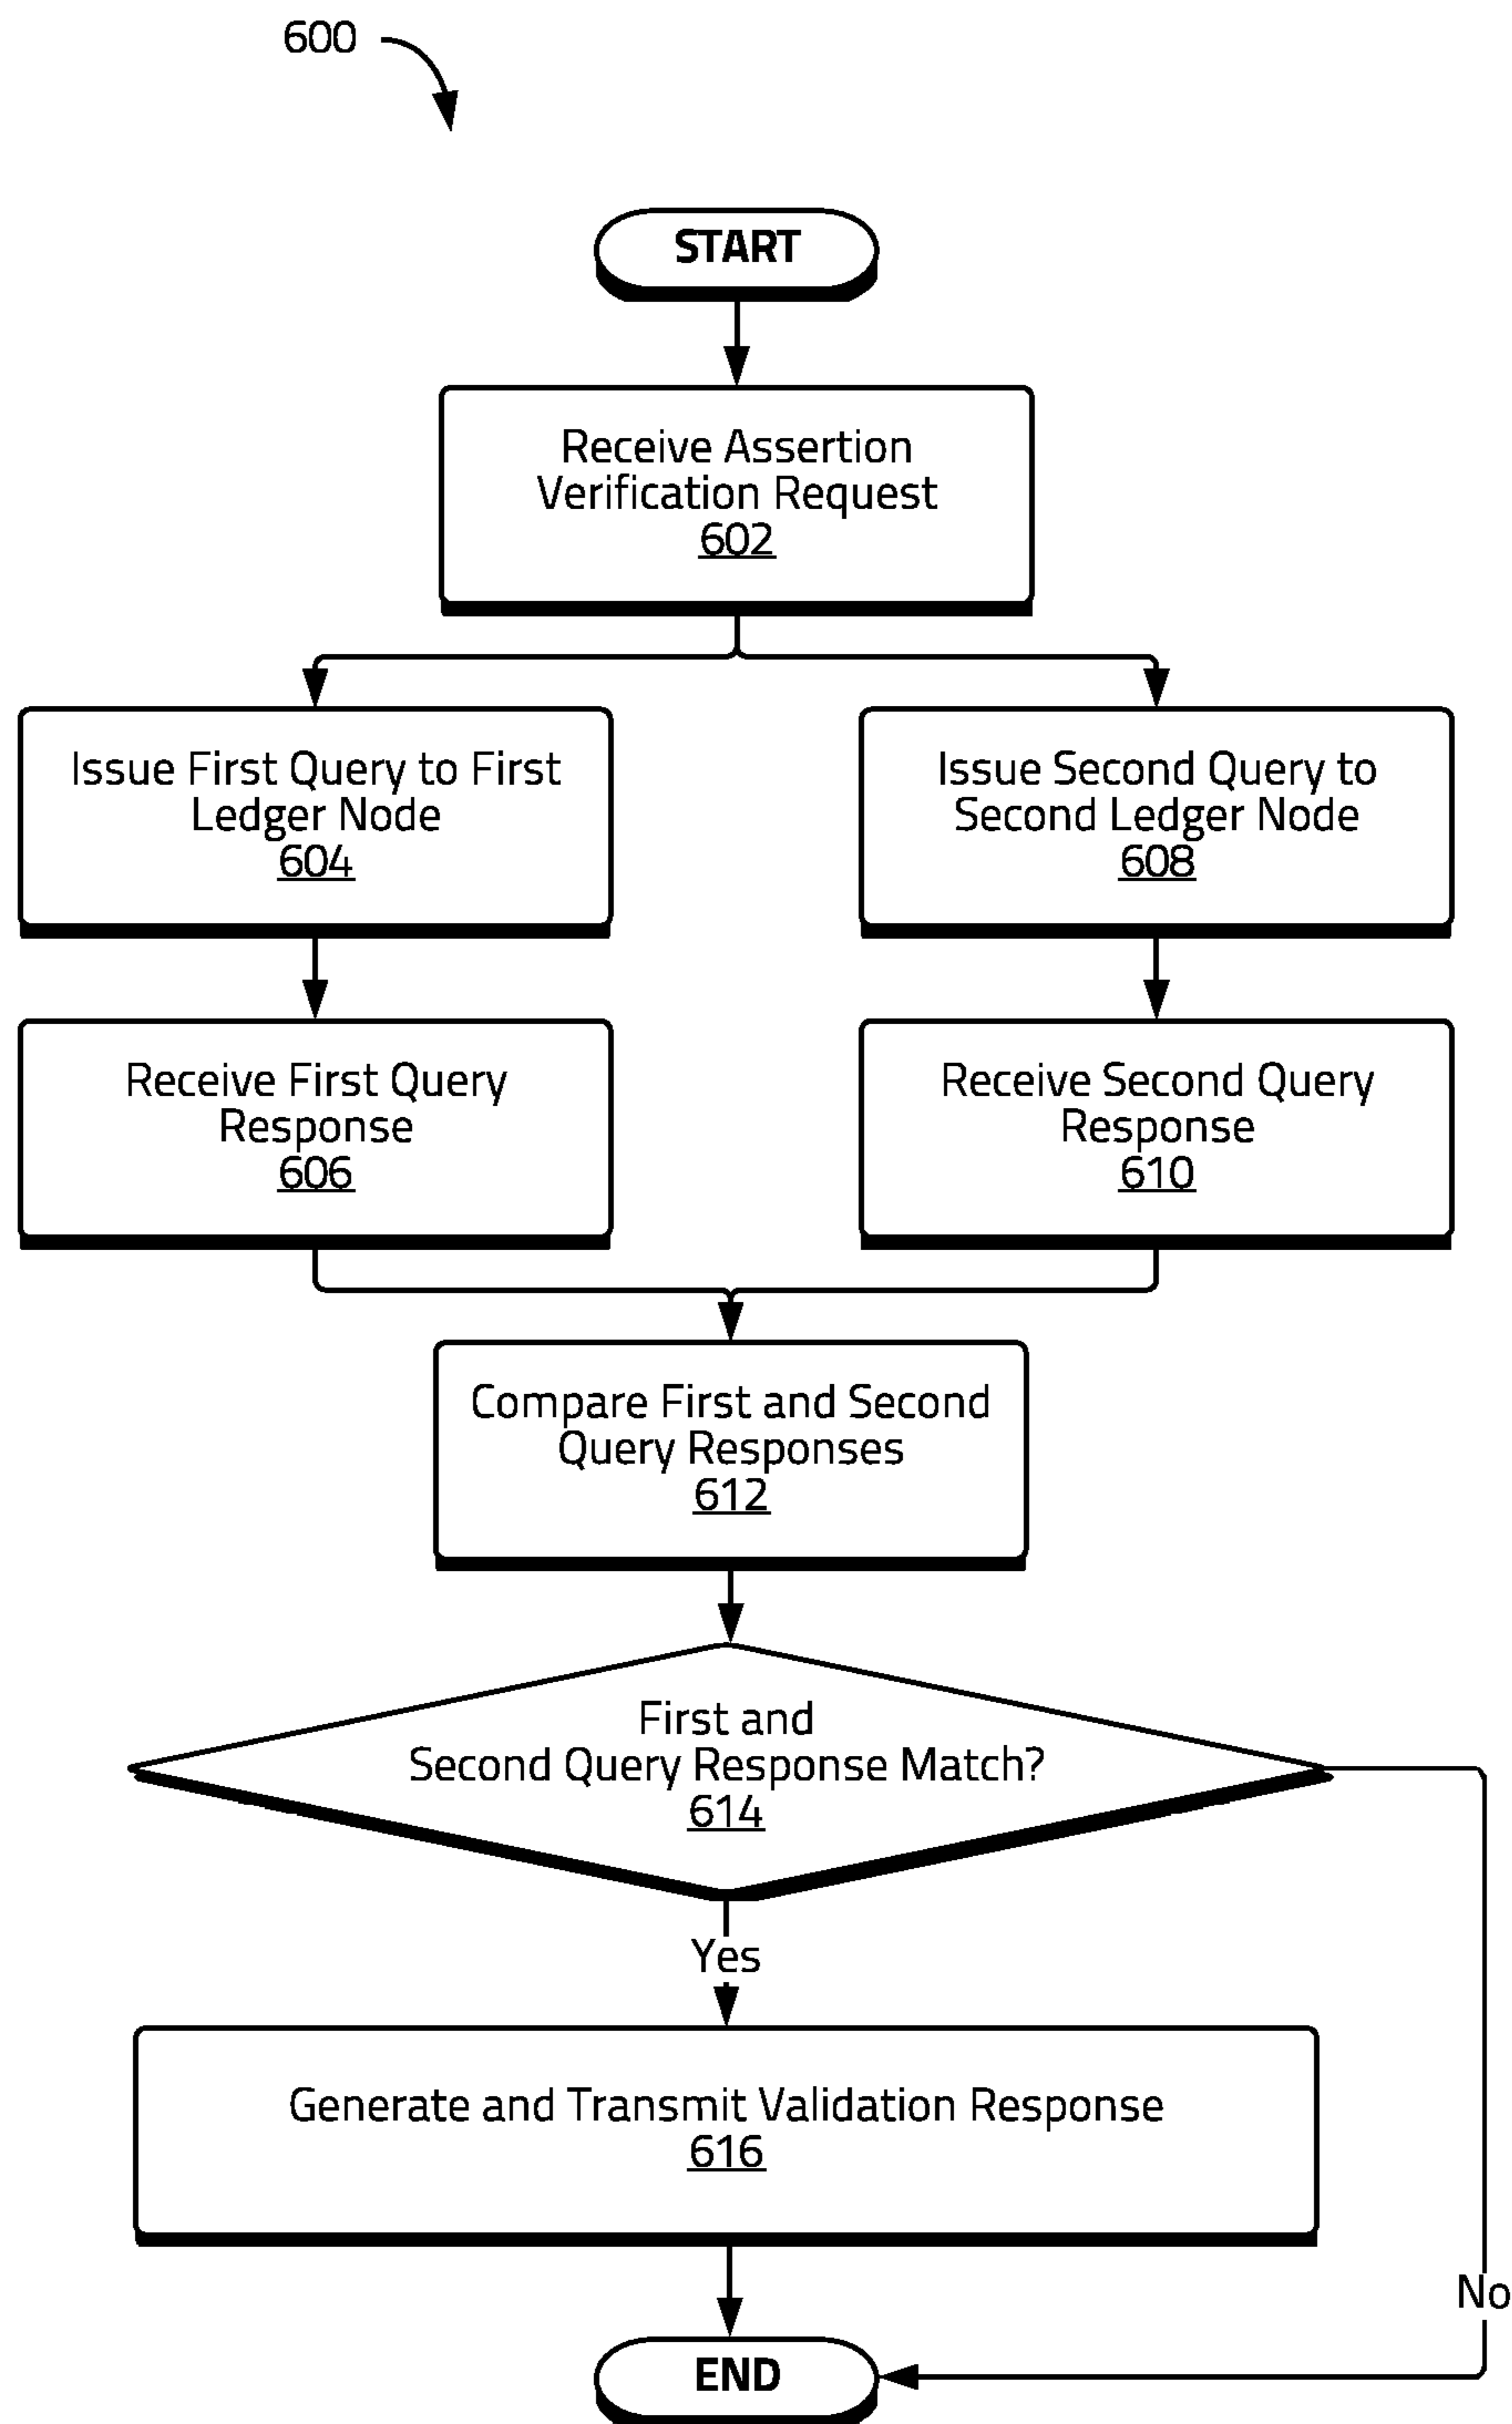 600
START
Receive Assertion
Verification Request
602
Issue First Query to First
Ledger Node
604
Issue Second Query to
Second Ledger Node
608
Receive First Query
Response
606
Receive Second Query
Response
610
Compare First and Second
Query Responses
612
First and
Second Query Response Match?
614
Yes
Generate and Transmit Validation Response
616
No
END